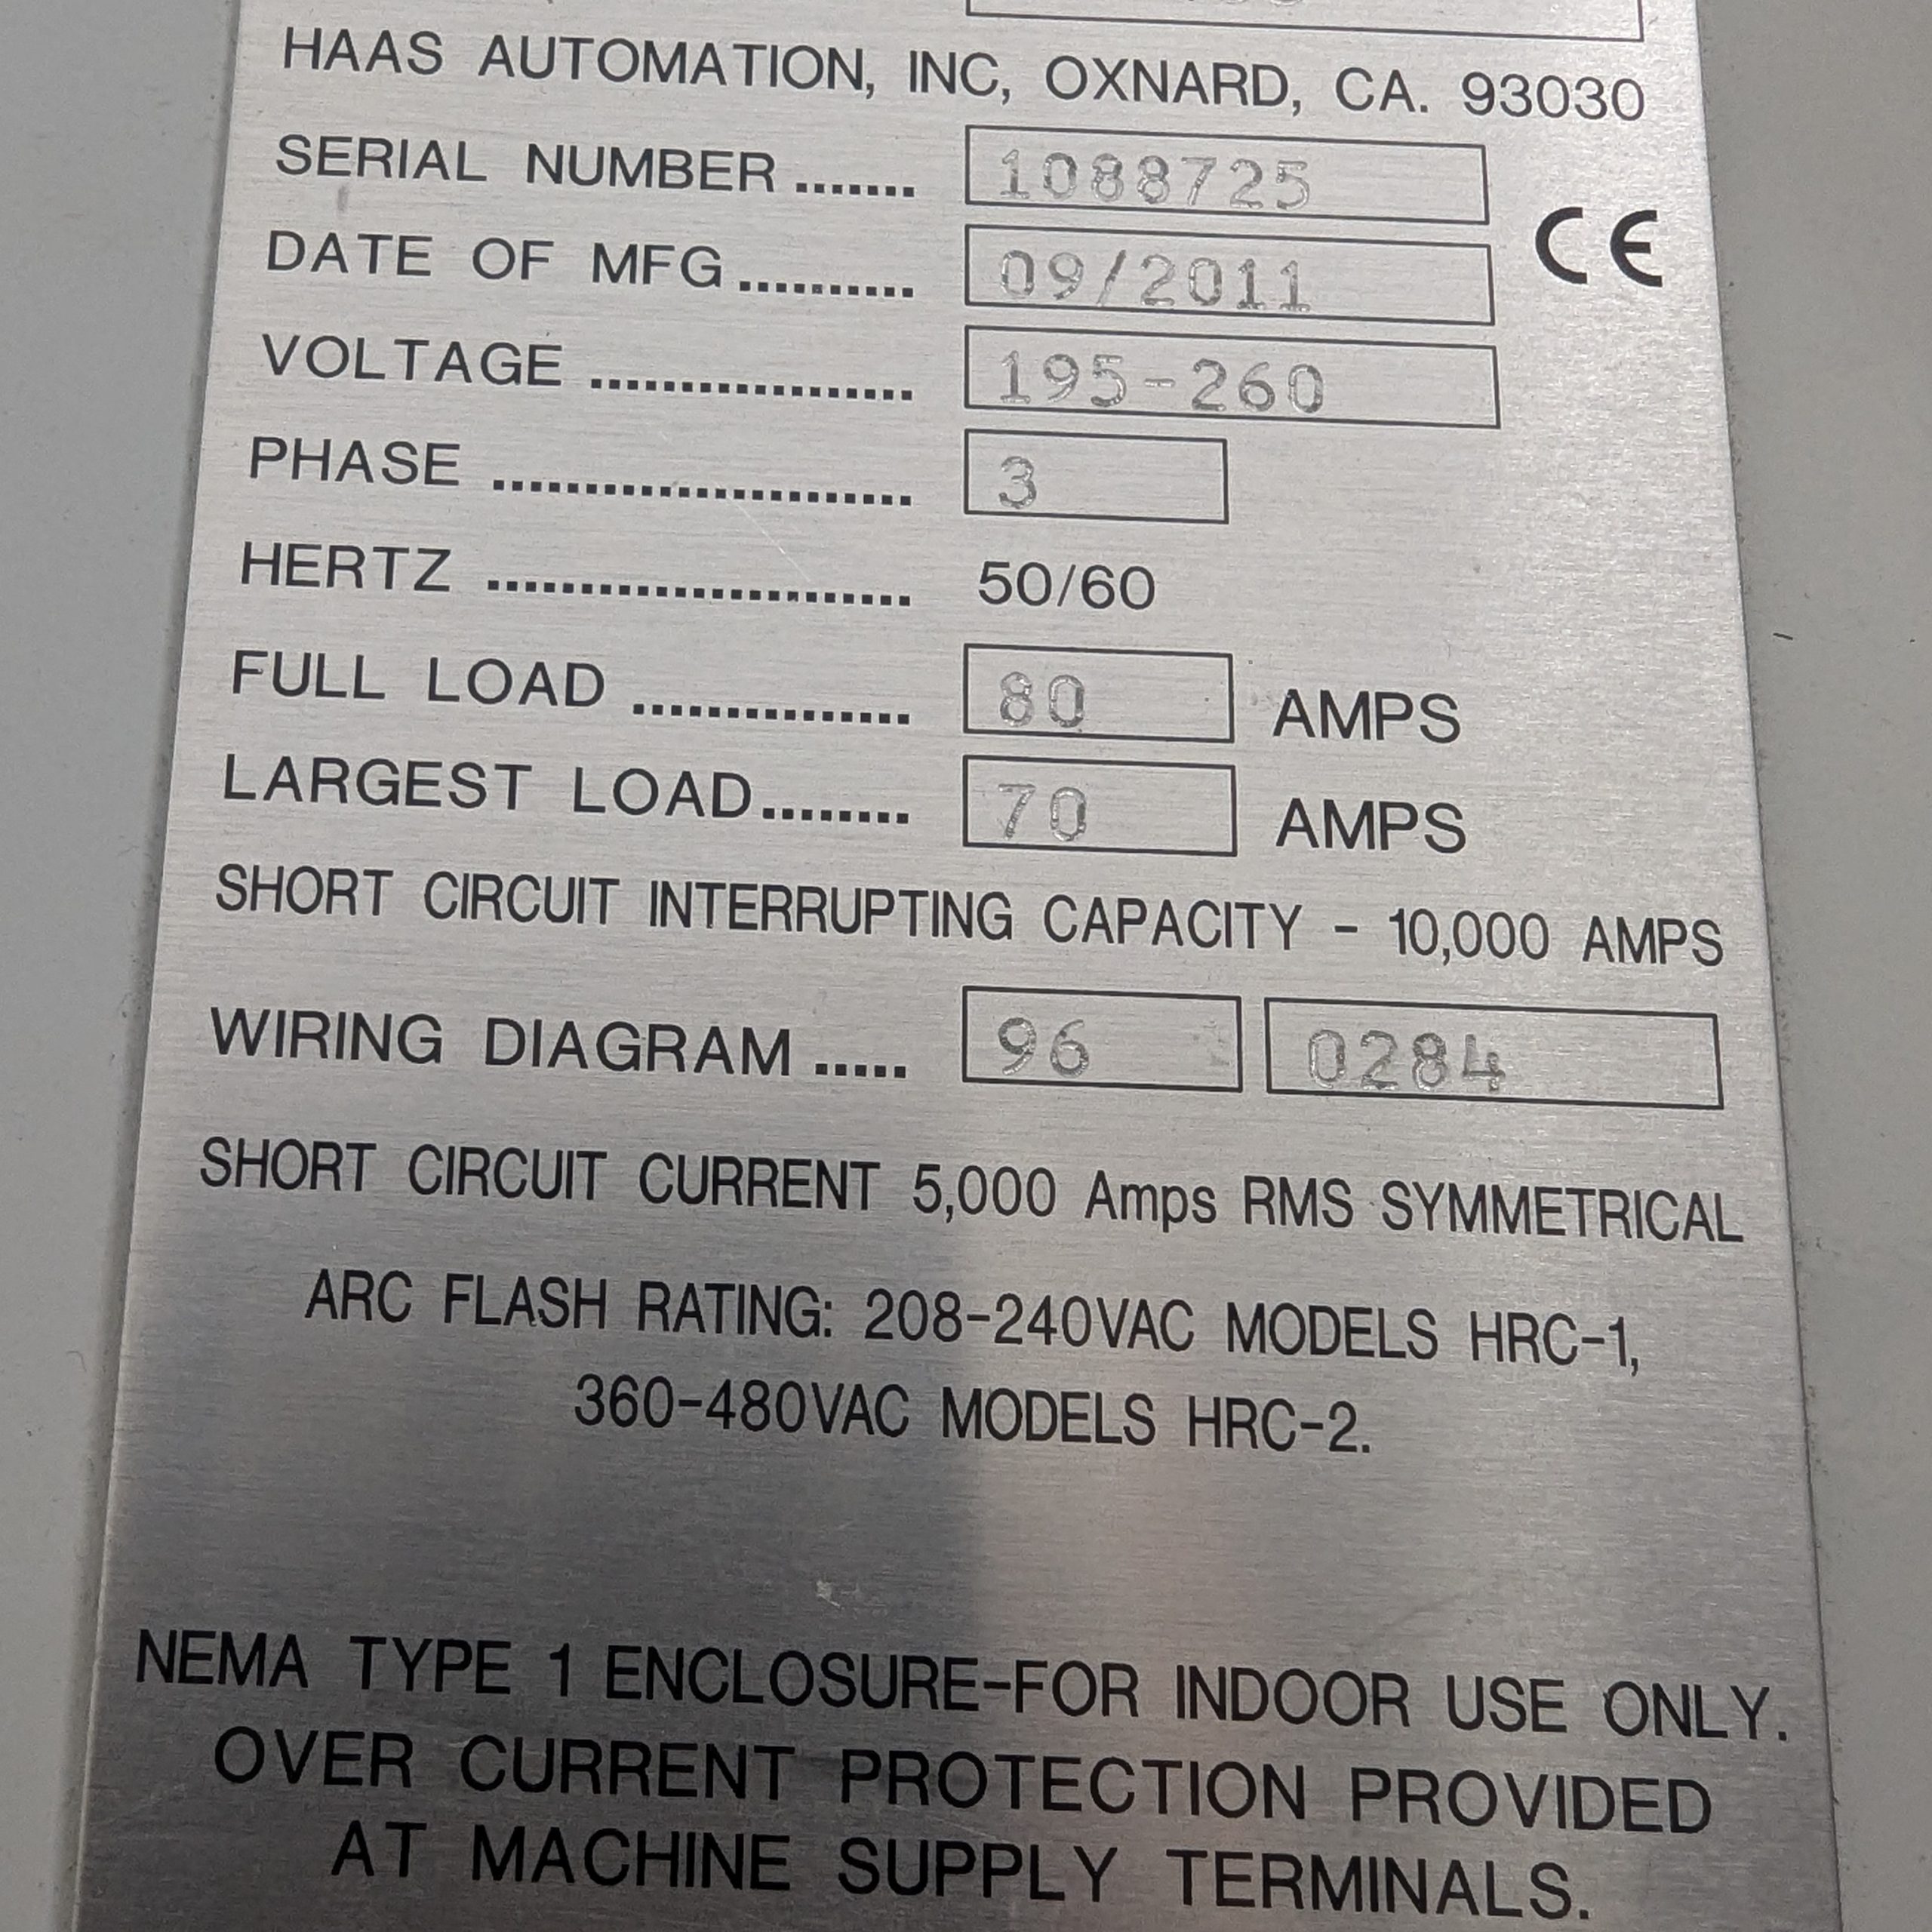 HAAS AUTOMATION, INC, OXNARD, CA. 93030
SERIAL NUMBER ....... 1088725
CE
DATE OF MFG .......... 09/2011
VOLTAGE .................. 195-260
PHASE ....................... 3
HERTZ ....................... 50/60
FULL LOAD ............... 80 AMPS
LARGEST LOAD ........ 70 AMPS
SHORT CIRCUIT INTERRUPTING CAPACITY - 10,000 AMPS
WIRING DIAGRAM ..... 96 0284
SHORT CIRCUIT CURRENT 5,000 Amps RMS SYMMETRICAL
ARC FLASH RATING: 208-240VAC MODELS HRC-1,
360-480VAC MODELS HRC-2.
NEMA TYPE 1 ENCLOSURE-FOR INDOOR USE ONLY.
OVER CURRENT PROTECTION PROVIDED
AT MACHINE SUPPLY TERMINALS.